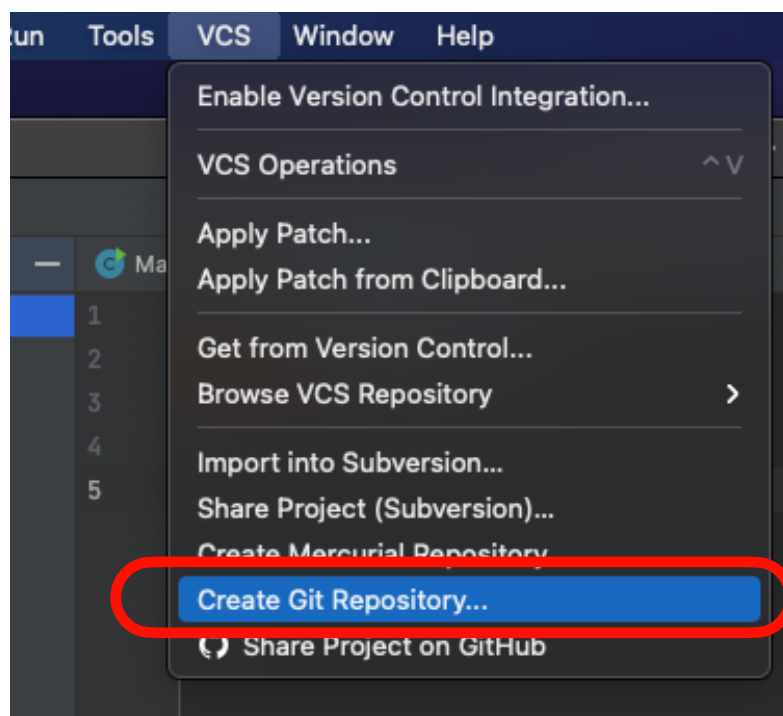 un Tools VCS Window Help
Enable Version Control Integration...
VCS Operations ^V
Apply Patch...
Ma
Apply Patch from Clipboard...
1
2
Get from Version Control...
3
Browse VCS Repository
4
Import into Subversion...
5
Share Project (Subversion)...
Create Mercurial Repository
Create Git Repository...
Share Project on GitHub